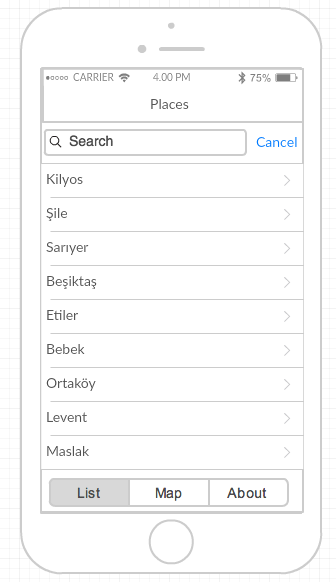 CARRIER 4.00 PM 75%
Places
Search Cancel
Kilyos
Şile
Sarıyer
Beşiktaş
Etiler
Bebek
Ortaköy
Levent
Maslak
List Map About